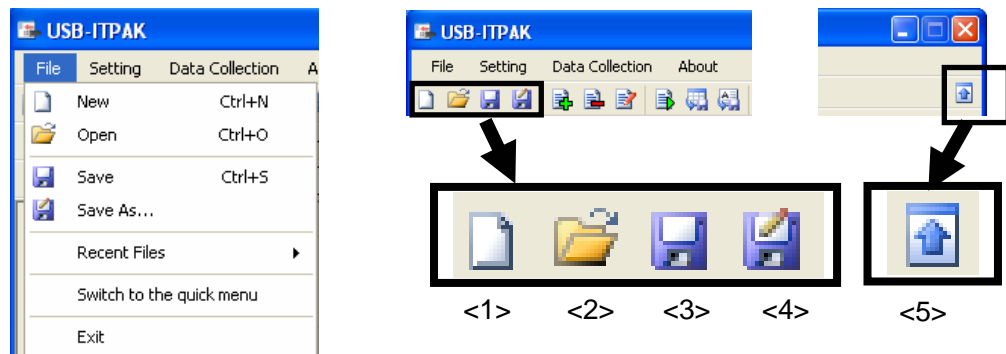 USB-ITPAK
File Setting Data Collection A
New Ctrl+N
Open Ctrl+O
Save Ctrl+S
Save As...
Recent Files
Switch to the quick menu
Exit
USB-ITPAK
File Setting Data Collection About
<1> <2> <3> <4> <5>